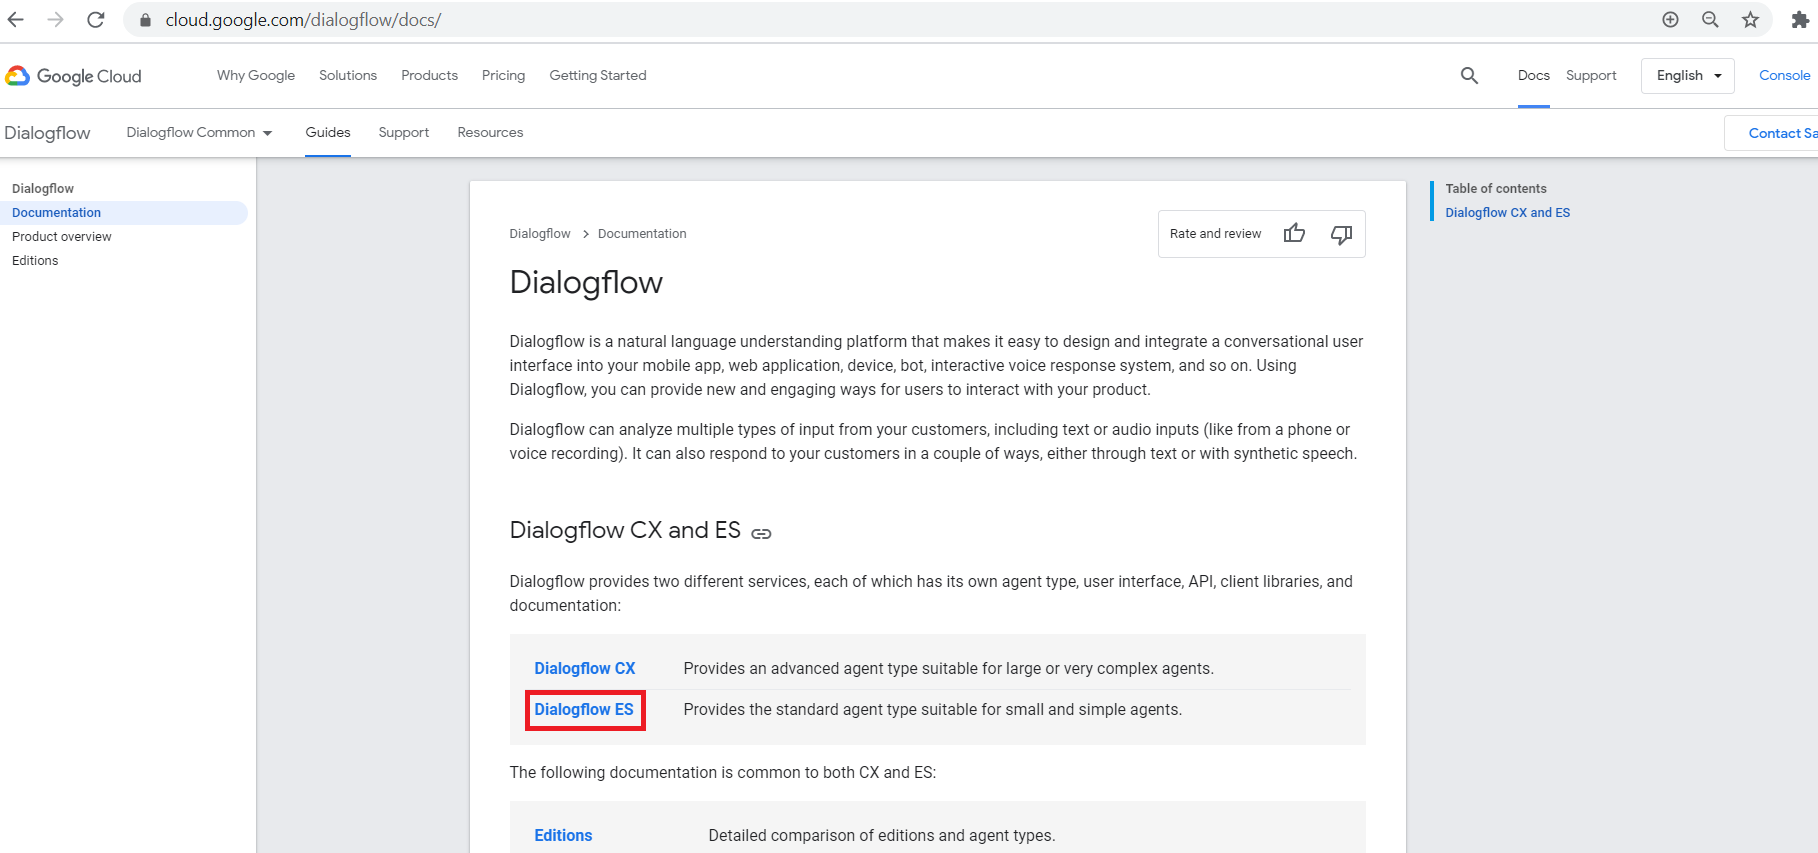 cloud.google.com/dialogflow/docs/
Google Cloud
Why Google
Solutions
Products
Pricing
Getting Started
Docs
Support
English
Console
Dialogflow
Dialogflow Common
Guides
Support
Resources
Contact Sa
Dialogflow
Documentation
Product overview
Editions
Dialogflow
Documentation
Rate and review
Dialogflow
Dialogflow is a natural language understanding platform that makes it easy to design and integrate a conversational user
interface into your mobile app, web application, device, bot, interactive voice response system, and so on. Using
Dialogflow, you can provide new and engaging ways for users to interact with your product.
Dialogflow can analyze multiple types of input from your customers, including text or audio inputs (like from a phone or
voice recording). It can also respond to your customers in a couple of ways, either through text or with synthetic speech.
Dialogflow CX and ES
Dialogflow provides two different services, each of which has its own agent type, user interface, API, client libraries, and
documentation:
Dialogflow CX Provides an advanced agent type suitable for large or very complex agents.
Dialogflow ES Provides the standard agent type suitable for small and simple agents.
The following documentation is common to both CX and ES:
Editions Detailed comparison of editions and agent types.
Table of contents
Dialogflow CX and ES